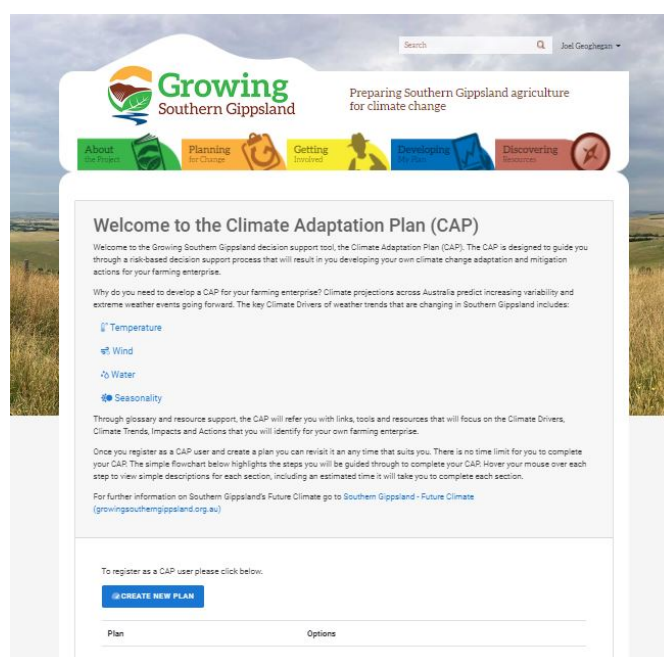 Search
Joel Geoghegan
Growing
Southern Gippsland
Preparing Southern Gippsland agriculture
for climate change
About
the Project
Planning
for Change
Getting
Involved
Developing
My Plan
Discovering
Resources
Welcome to the Climate Adaptation Plan (CAP)
Welcome to the Growing Southern Gippsland decision support tool, the Climate Adaptation Plan (CAP). The CAP is designed to guide you
through a risk-based decision support process that will result in you developing your own climate change adaptation and mitigation
actions for your farming enterprise.
Why do you need to develop a CAP for your farming enterprise? Climate projections across Australia predict increasing variability and
extreme weather events going forward. The key Climate Drivers of weather trends that are changing in Southern Gippsland includes:
Temperature
Wind
Water
Seasonality
Through glossary and resource support, the CAP will refer you with links, tools and resources that will focus on the Climate Drivers,
Climate Trends, Impacts and Actions that you will identify for your own farming enterprise.
Once you register as a CAP user and create a plan you can revisit it an any time that suits you. There is no time limit for you to complete
your CAP. The simple flowchart below highlights the steps you will be guided through to complete your CAP. Hover your mouse over each
step to view simple descriptions for each section, including an estimated time it will take you to complete each section.
For further information on Southern Gippsland's Future Climate go to Southern Gippsland - Future Climate
(growingsoutherngippsland.org.au)
To register as a CAP user please click below.
CREATE NEW PLAN
Plan Options